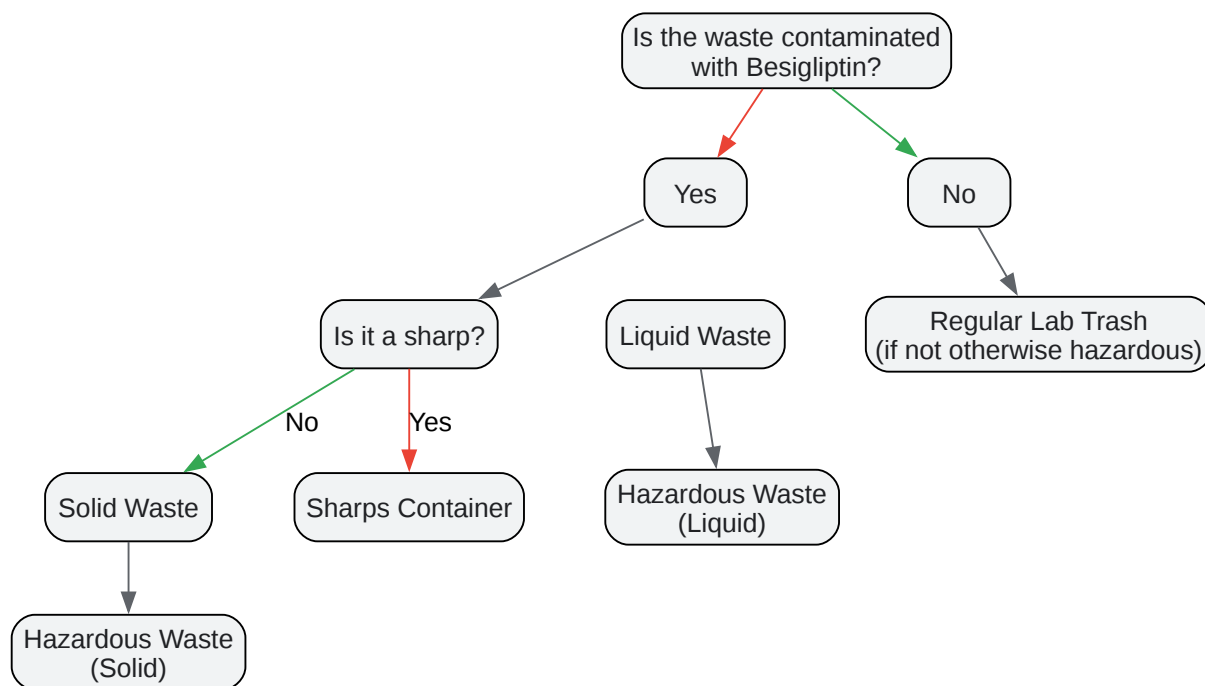 Is the waste contaminated
with Besigliptin?
Yes
No
Is it a sharp?
Liquid Waste
Regular Lab Trash
(if not otherwise hazardous)
No
Yes
Solid Waste
Sharps Container
Hazardous Waste
(Liquid)
Hazardous Waste
(Solid)